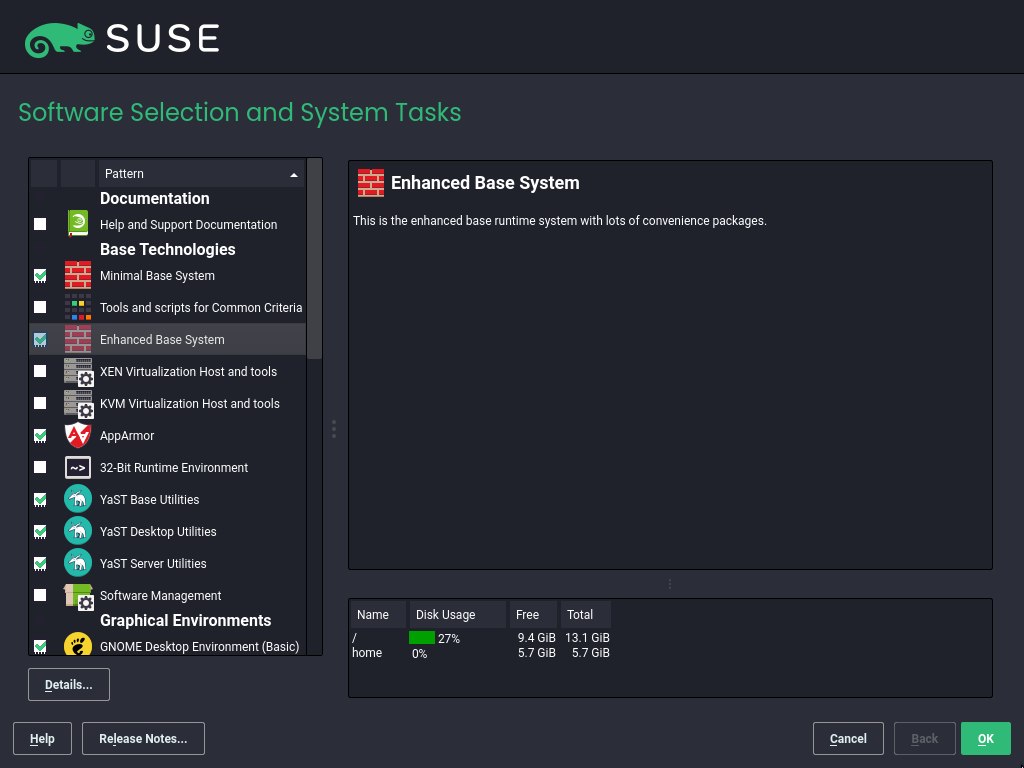 SUSE
Software Selection and System Tasks
Pattern
Documentation
Help and Support Documentation
Base Technologies
Minimal Base System
Tools and scripts for Common Criteria
Enhanced Base System
XEN Virtualization Host and tools
KVM Virtualization Host and tools
AppArmor
~> 32-Bit Runtime Environment
YaST Base Utilities
YaST Desktop Utilities
YaST Server Utilities
Software Management
Graphical Environments
GNOME Desktop Environment (Basic)
Details...
Enhanced Base System
This is the enhanced base runtime system with lots of convenience packages.
Name Disk Usage Free Total
/ 27% 9.4 GiB 13.1 GiB
home 0% 5.7 GiB 5.7 GiB
Help Release Notes... Cancel Back OK